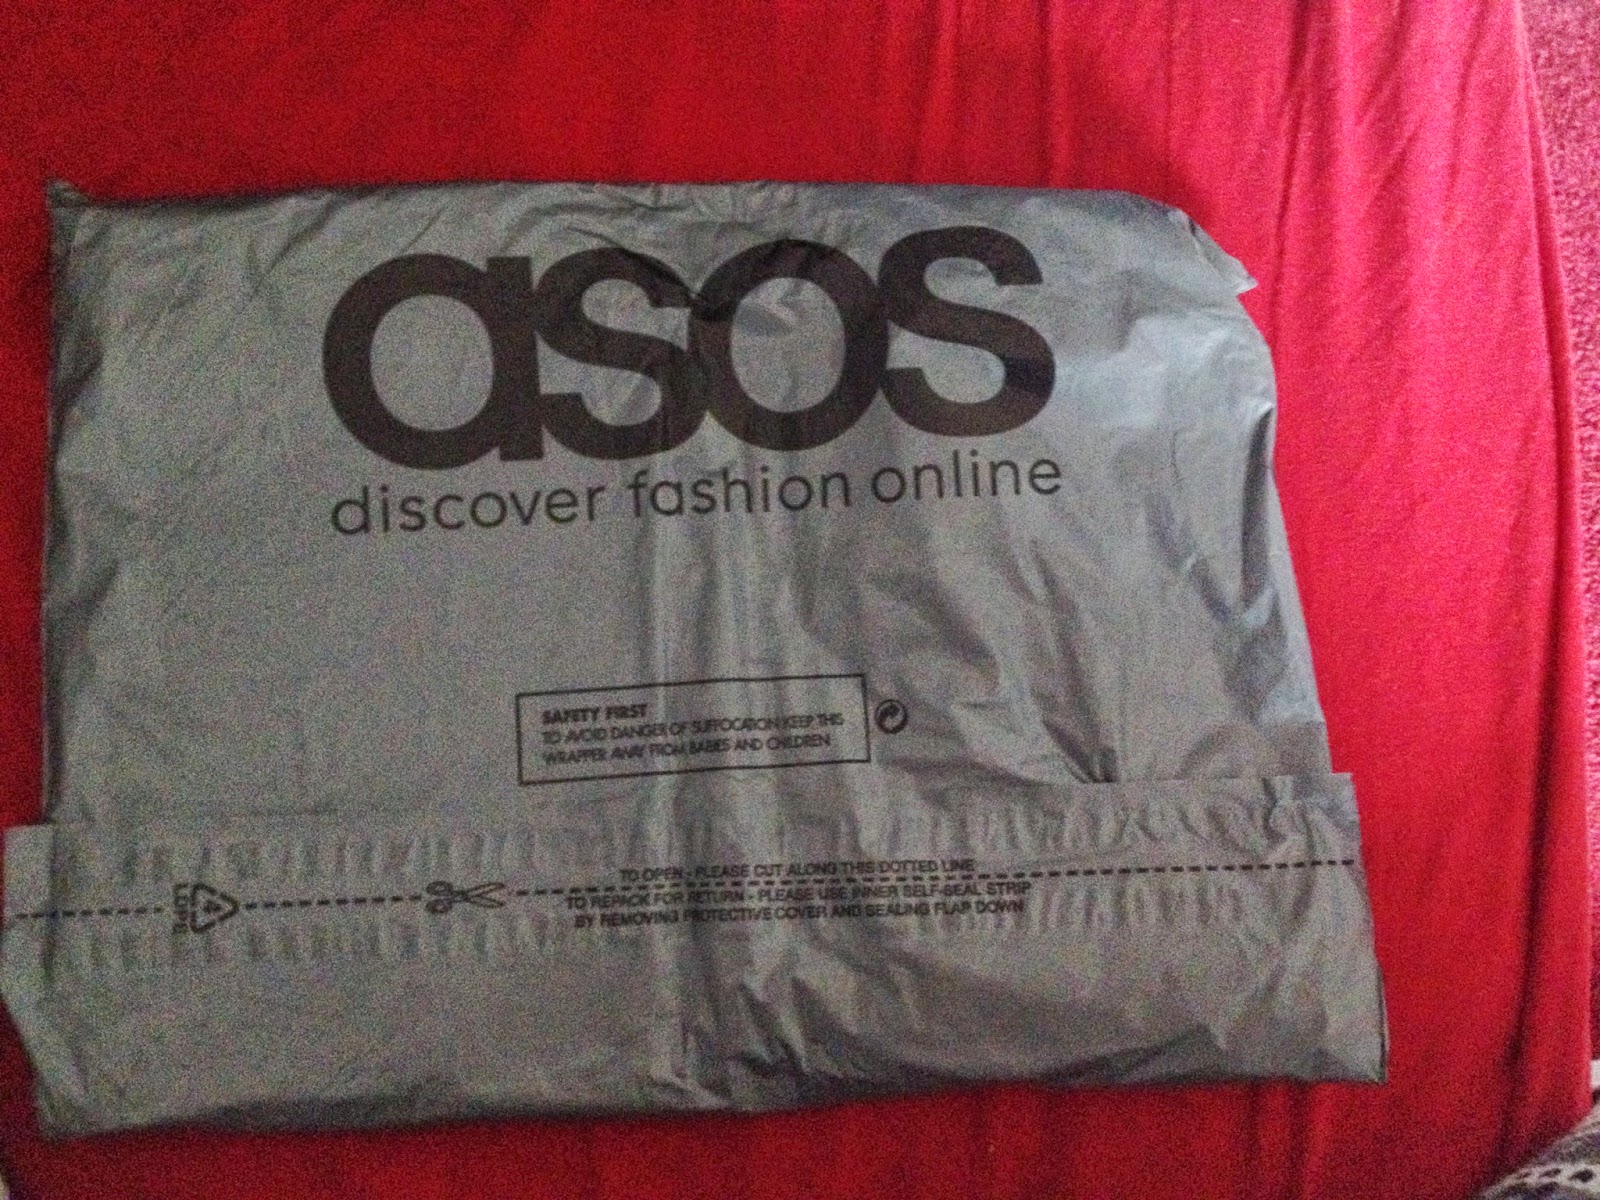 asos
discover fashion online
SAFETY FIRST
TO AVOID DANGER OF SUFFOCATION KEEP THIS
WRAPPER AWAY FROM BABIES AND CHILDREN
TO OPEN - PLEASE CUT ALONG THIS DOTTED LINE
TO REPACK FOR RETURN - PLEASE USE INNER SELF-SEAL STRIP
BY REMOVING PROTECTIVE COVER AND SEALING FLAP DOWN
4
LDPE